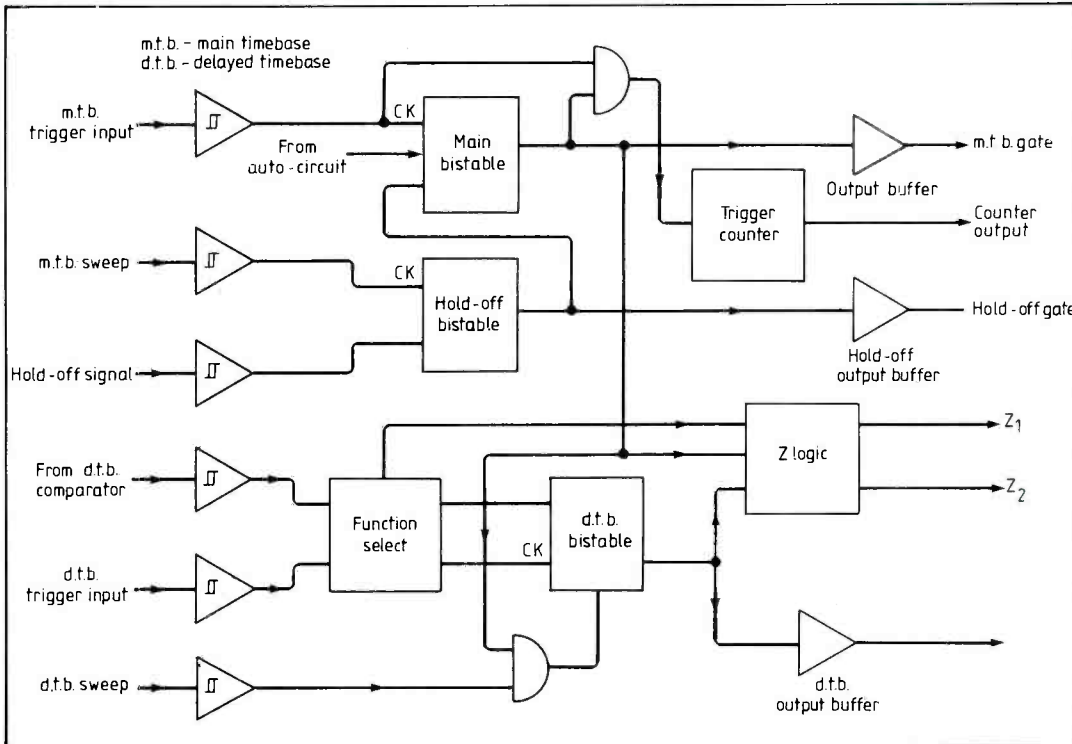 m.t.b. - main timebase
d.t.b. - delayed timebase
m.t.b.
trigger input
CK
From
auto-circuit
Main
bistable
Output buffer
m.t.b. gate
Trigger
counter
Counter
output
m.t.b. sweep
CK
Hold-off
bistable
Hold-off gate
Hold-off
output buffer
Hold-off signal
From d.t.b.
comparator
Function
select
d.t.b.
bistable
CK
Z logic
Z1
Z2
d.t.b.
trigger input
d.t.b. sweep
d.t.b.
output buffer